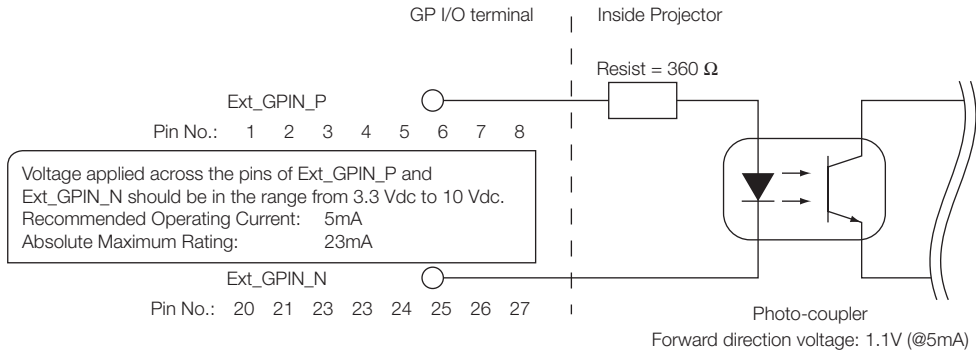 GP I/O terminal
Inside Projector
Resist = 360 Ω
Ext_GPIN_P
Pin No.: 1 2 3 4 5 6 7 8
Voltage applied across the pins of Ext_GPIN_P and
Ext_GPIN_N should be in the range from 3.3 Vdc to 10 Vdc.
Recommended Operating Current: 5mA
Absolute Maximum Rating: 23mA
Ext_GPIN_N
Pin No.: 20 21 23 23 24 25 26 27
Photo-coupler
Forward direction voltage: 1.1V (@5mA)